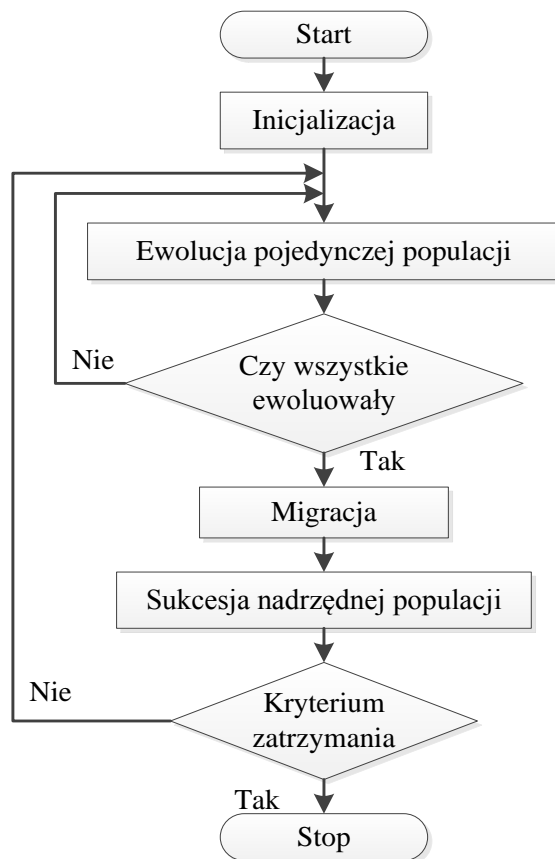 Start
Inicjalizacja
Ewolucja pojedynczej populacji
Nie
Czy wszystkie
ewoluowały
Tak
Migracja
Sukcesja nadrzędnej populacji
Nie
Kryterium
zatrzymania
Tak
Stop